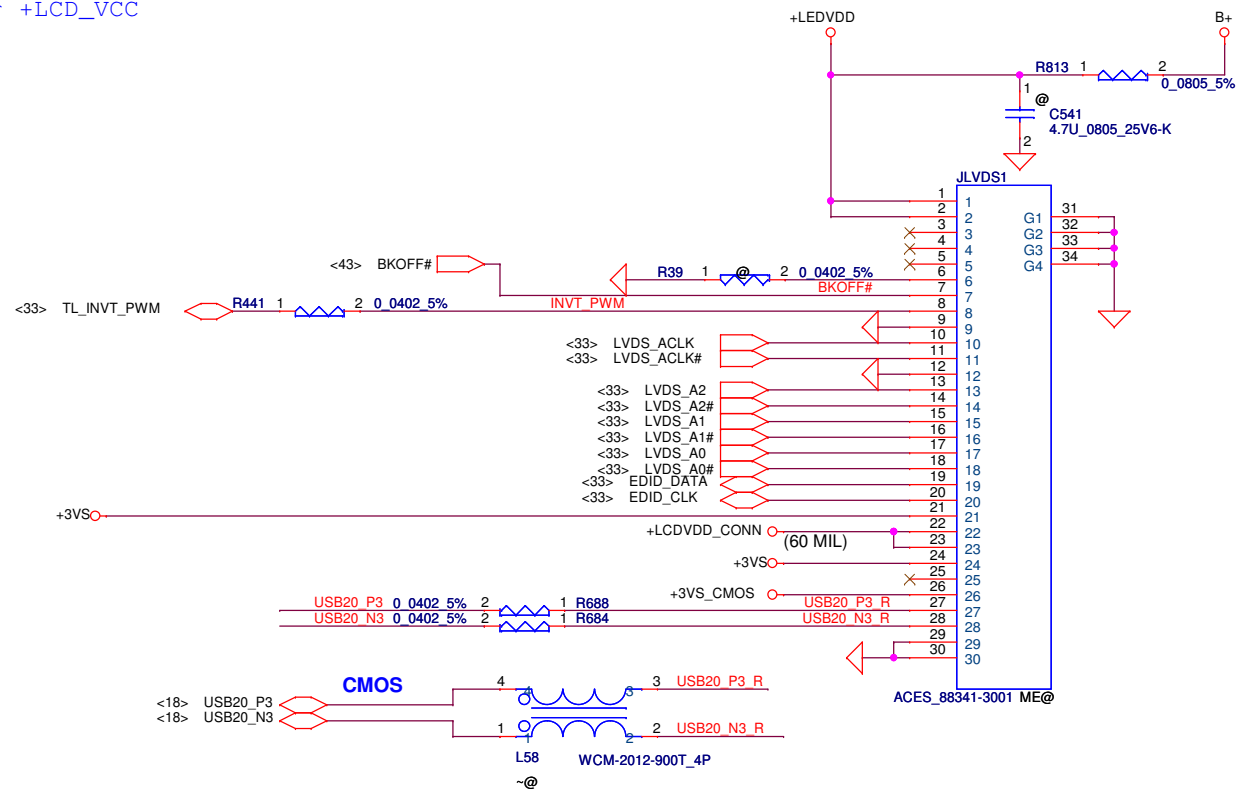 +LCD_VCC
+LEDVDD
B+
R813 1 2
0_0805_5%
1 @
C541
4.7U_0805_25V6-K
2
JLVDS1
1 1
2 2
3 3
4 4
5 5
6 6
7 7
8 8
9 9
10 10
11 11
12 12
13 13
14 14
15 15
16 16
17 17
18 18
19 19
20 20
21 21
22 22
23 23
24 24
25 25
26 26
27 27
28 28
29 29
30 30
G1 31
G2 32
G3 33
G4 34
<43> BKOFF#
R39 1 @ 2 0_0402_5%
BKOFF#
<33> TL_INVT_PWM
R441 1 2 0_0402_5%
INVT_PWM
<33> LVDS_ACLK
<33> LVDS_ACLK#
<33> LVDS_A2
<33> LVDS_A2#
<33> LVDS_A1
<33> LVDS_A1#
<33> LVDS_A0
<33> LVDS_A0#
<33> EDID_DATA
<33> EDID_CLK
+3VS
+LCDVDD_CONN
(60 MIL)
+3VS
+3VS_CMOS
USB20_P3 0_0402_5% 2 1 R688 USB20_P3_R
USB20_N3 0_0402_5% 2 1 R684 USB20_N3_R
ACES_88341-3001 ME@
CMOS
<18> USB20_P3
<18> USB20_N3
4 4 3 3 USB20_P3_R
1 1 2 2 USB20_N3_R
L58 WCM-2012-900T_4P
~@